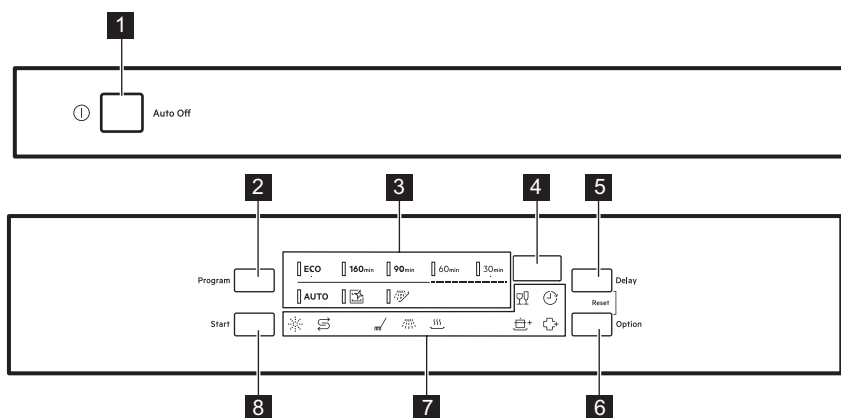 1
Auto Off
2 3 4 5
ECO 160min 90min 60min 30min
Program Delay
AUTO
Reset
Start Option
8 7 6